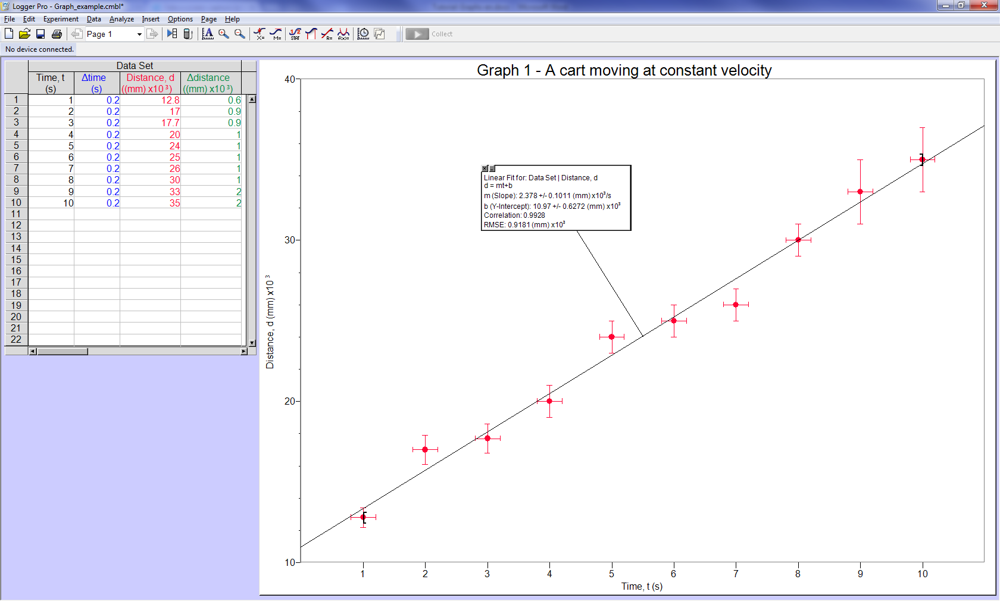 Logger Pro - Graph_example.cmbl*
File Edit Experiment Data Analyze Insert Options Page Help
Page 1
X= M= 1/2 STAT R= f(x)= Collect
No device connected.
Data Set
Time, t Δtime Distance, d Δdistance
(s) (s) ((mm) x10³) ((mm) x10³)
1 1 0.2 12.8 0.6
2 2 0.2 17 0.9
3 3 0.2 17.7 0.9
4 4 0.2 20 1
5 5 0.2 24 1
6 6 0.2 25 1
7 7 0.2 26 1
8 8 0.2 30 1
9 9 0.2 33 2
10 10 0.2 35 2
11
12
13
14
15
16
17
18
19
20
21
22
Graph 1 - A cart moving at constant velocity
40
30
20
10
Distance, d (mm) x10³
Linear Fit for: Data Set | Distance, d
d = mt+b
m (Slope): 2.378 +/- 0.1011 (mm) x10³/s
b (Y-Intercept): 10.97 +/- 0.6272 (mm) x10³
Correlation: 0.9928
RMSE: 0.9181 (mm) x10³
1 2 3 4 5 6 7 8 9 10
Time, t (s)